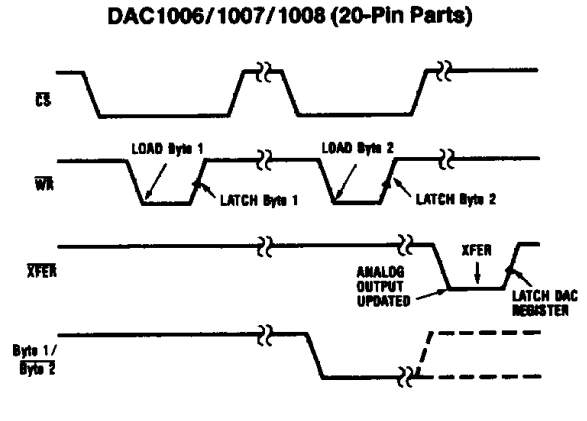 DAC1006/1007/1008 (20-Pin Parts)
CS
LOAD Byte 1
LOAD Byte 2
WR
LATCH Byte 1
LATCH Byte 2
XFER
XFER
ANALOG
OUTPUT
UPDATED
LATCH DAC
REGISTER
Byte 1/
Byte 2